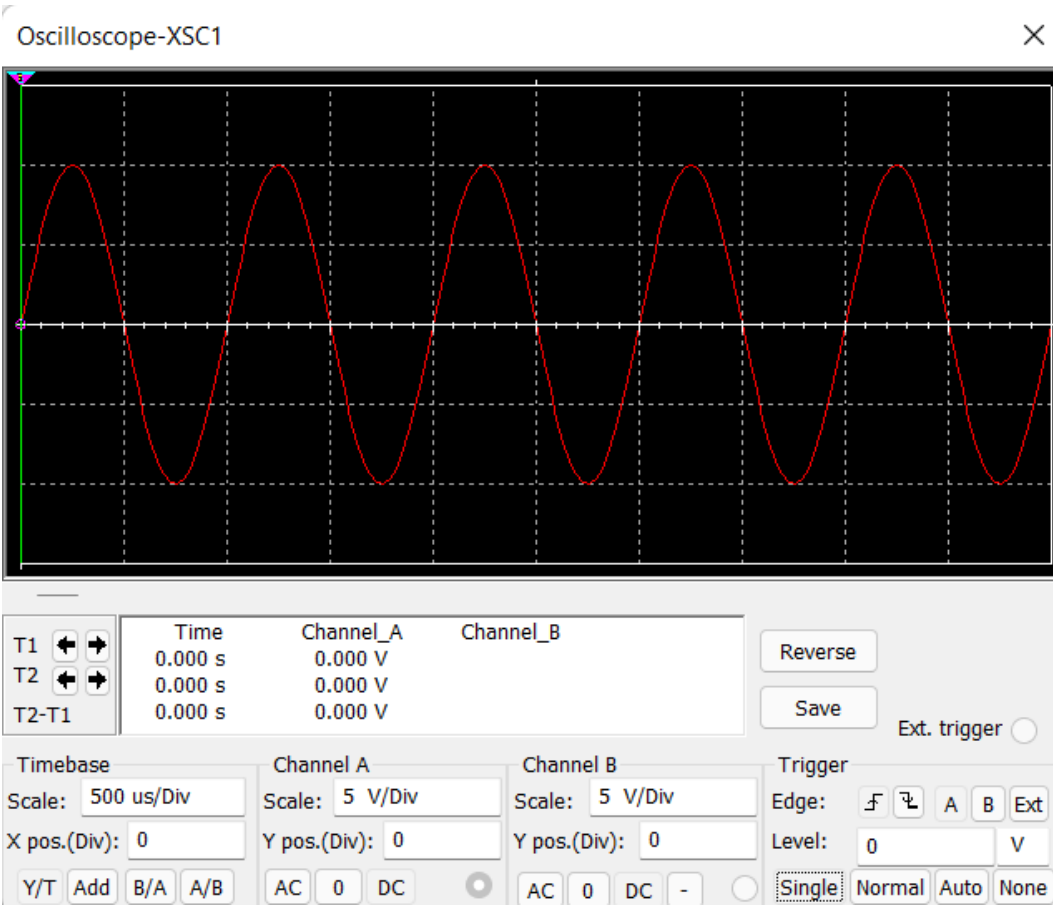 Oscilloscope-XSC1
Time Channel_A Channel_B
T1 0.000 s 0.000 V
T2 0.000 s 0.000 V
T2-T1 0.000 s 0.000 V
Reverse
Save
Ext. trigger
Timebase Channel A Channel B Trigger
Scale: 500 us/Div Scale: 5 V/Div Scale: 5 V/Div Edge: A B Ext
X pos.(Div): 0 Y pos.(Div): 0 Y pos.(Div): 0 Level: 0 V
Y/T Add B/A A/B AC 0 DC AC 0 DC - Single Normal Auto None